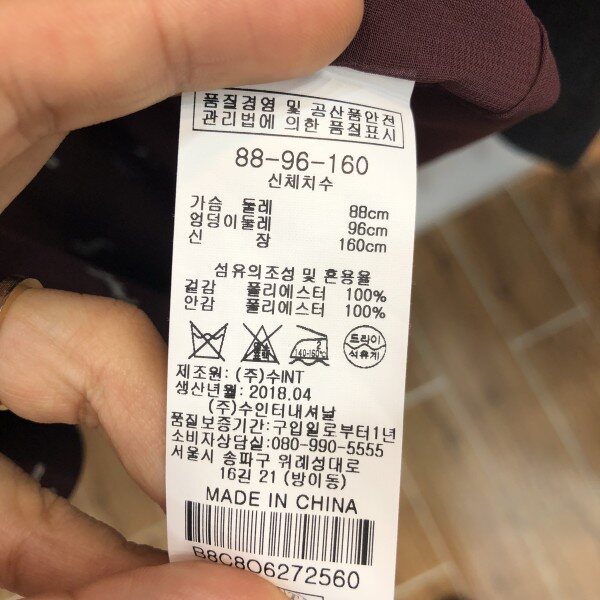 품질경영 및 공산품안전
관리법에 의한 품질표시
88-96-160
신체치수
가슴 둘레 88cm
엉덩이둘레 96cm
신 장 160cm
섬유의조성 및 혼용율
겉감 폴리에스터 100%
안감 폴리에스터 100%
2
140-160℃
드라이
석유계
제조원: (주)수INT
생산년월: 2018.04
(주)수인터내셔날
품질보증기간:구입일로부터1년
소비자상담실:080-990-5555
서울시 송파구 위례성대로
16길 21 (방이동)
MADE IN CHINA
B8C8O6272560